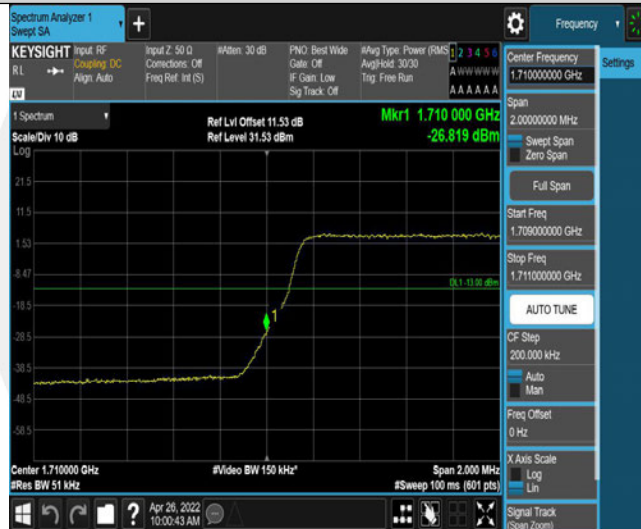 Spectrum Analyzer 1
Swept SA
+
Frequency
KEYSIGHT
Input: RF
Coupling: DC
Align: Auto
Input Z: 50 Ω
Corrections: Off
Freq Ref: Int (S)
#Atten: 30 dB
PNO: Best Wide
Gate: Off
IF Gain: Low
Sig Track: Off
#Avg Type: Power (RMS
Avg|Hold: 30/30
Trig: Free Run
1 2 3 4 5 6
A W W W W W
A A A A A A
RL
LXI
1 Spectrum
Scale/Div 10 dB
Log
Ref Lvl Offset 11.53 dB
Ref Level 31.53 dBm
Mkr1 1.710 000 GHz
-26.819 dBm
21.5
11.5
1.53
-8.47
-18.5
-28.5
-38.5
-48.5
-58.5
DL1 -13.00 dBm
1
Center 1.710000 GHz
#Res BW 51 kHz
#Video BW 150 kHz*
Span 2.000 MHz
#Sweep 100 ms (601 pts)
Center Frequency
1.710000000 GHz
Settings
Span
2.00000000 MHz
Swept Span
Zero Span
Full Span
Start Freq
1.709000000 GHz
Stop Freq
1.711000000 GHz
AUTO TUNE
CF Step
200.000 kHz
Auto
Man
Freq Offset
0 Hz
X Axis Scale
Log
Lin
Signal Track
(Span Zoom)
?
Apr 26, 2022
10:00:43 AM